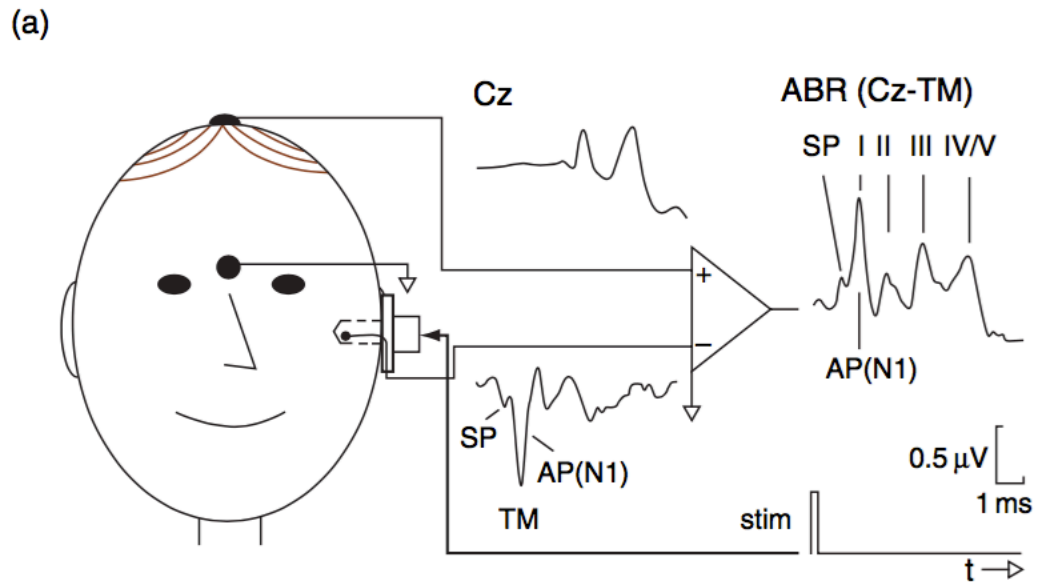 (a)
Cz
ABR (Cz-TM)
SP I II III IV/V
+
−
AP(N1)
SP
AP(N1)
TM
0.5 µV
1 ms
stim
t